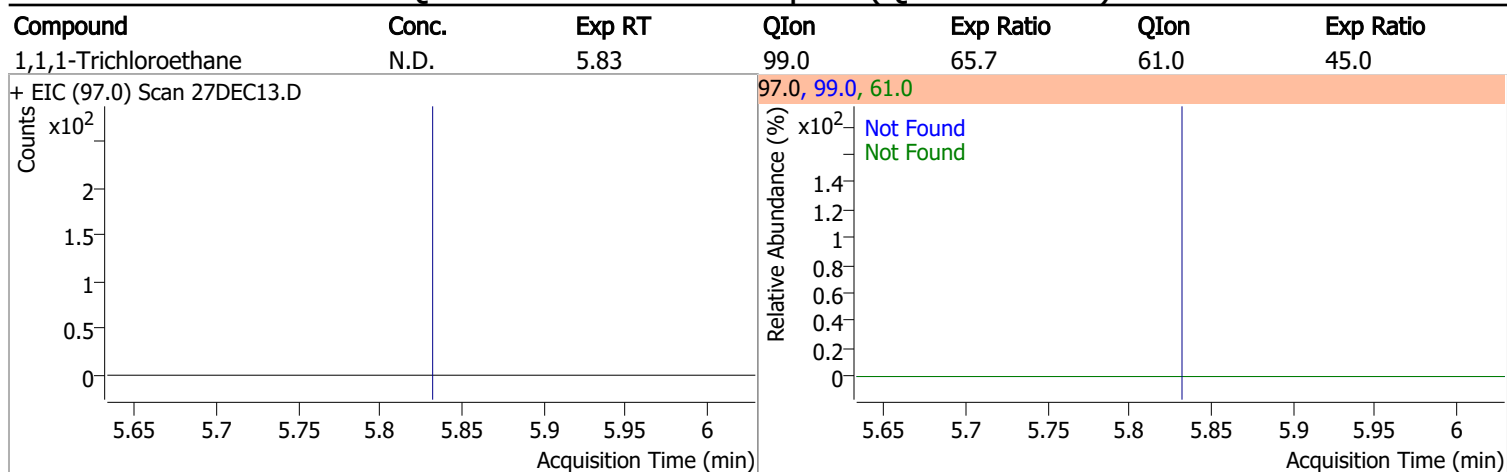 Compound Conc. Exp RT QIon Exp Ratio QIon Exp Ratio
1,1,1-Trichloroethane N.D. 5.83 99.0 65.7 61.0 45.0
+ EIC (97.0) Scan 27DEC13.D
Counts
x10²
2
1.5
1
0.5
0
5.65 5.7 5.75 5.8 5.85 5.9 5.95 6
Acquisition Time (min)
97.0, 99.0, 61.0
Relative Abundance (%)
x10²
Not Found
Not Found
1.4
1.2
1
0.8
0.6
0.4
0.2
0
5.65 5.7 5.75 5.8 5.85 5.9 5.95 6
Acquisition Time (min)